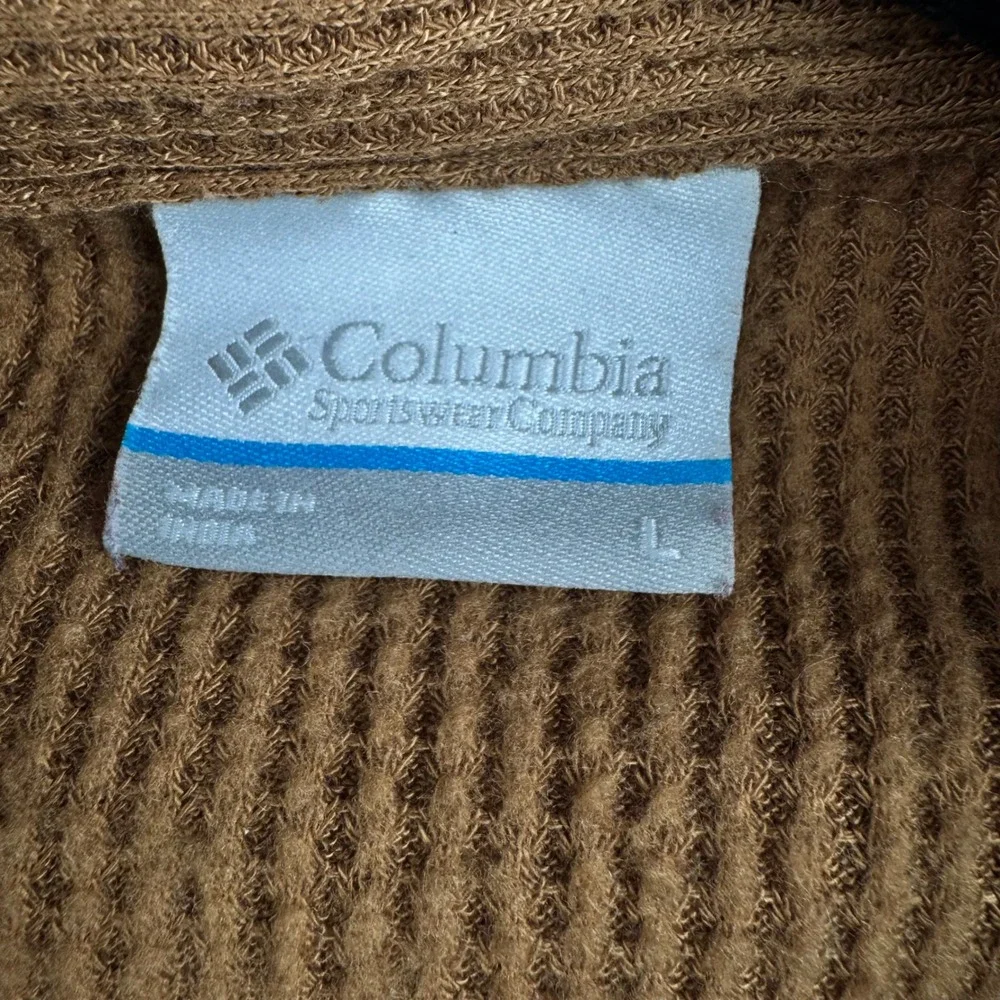 Columbia
Sportswear Company
MADE IN
INDIA
L